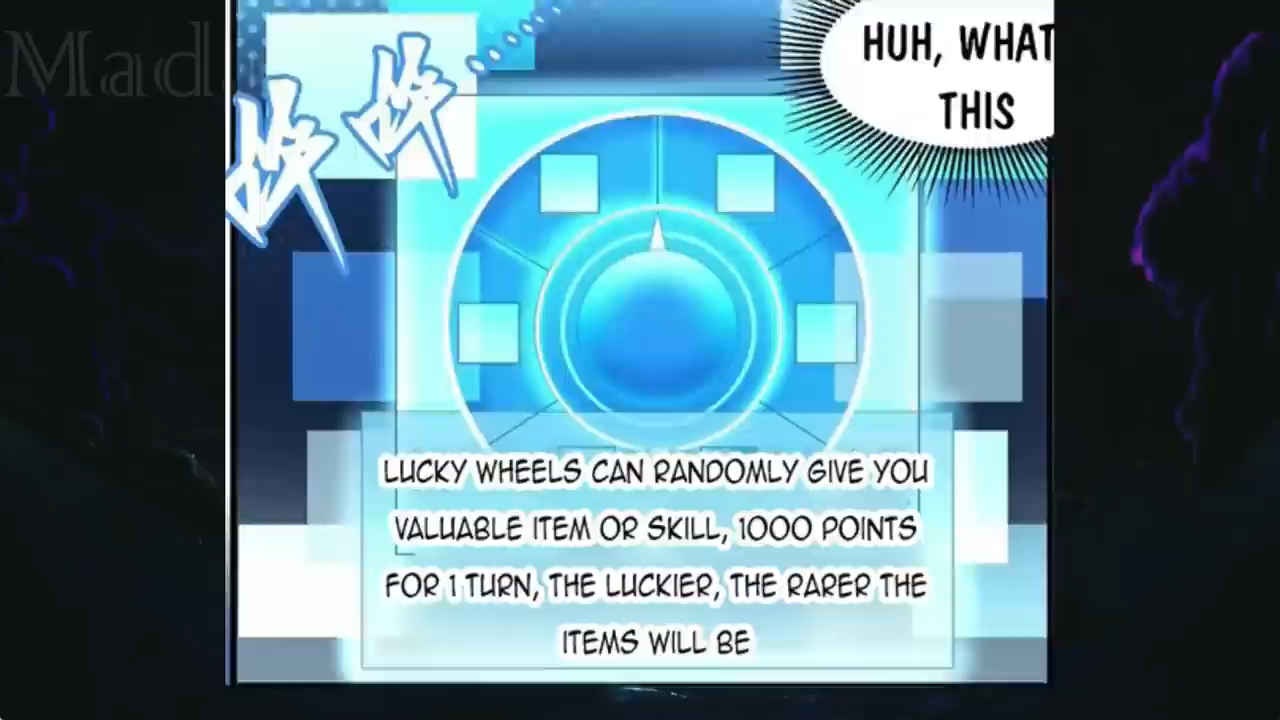 Mad
HUH, WHAT
THIS
LUCKY WHEELS CAN RANDOMLY GIVE YOU
VALUABLE ITEM OR SKILL, 1000 POINTS
FOR 1 TURN, THE LUCKIER, THE RARER THE
ITEMS WILL BE